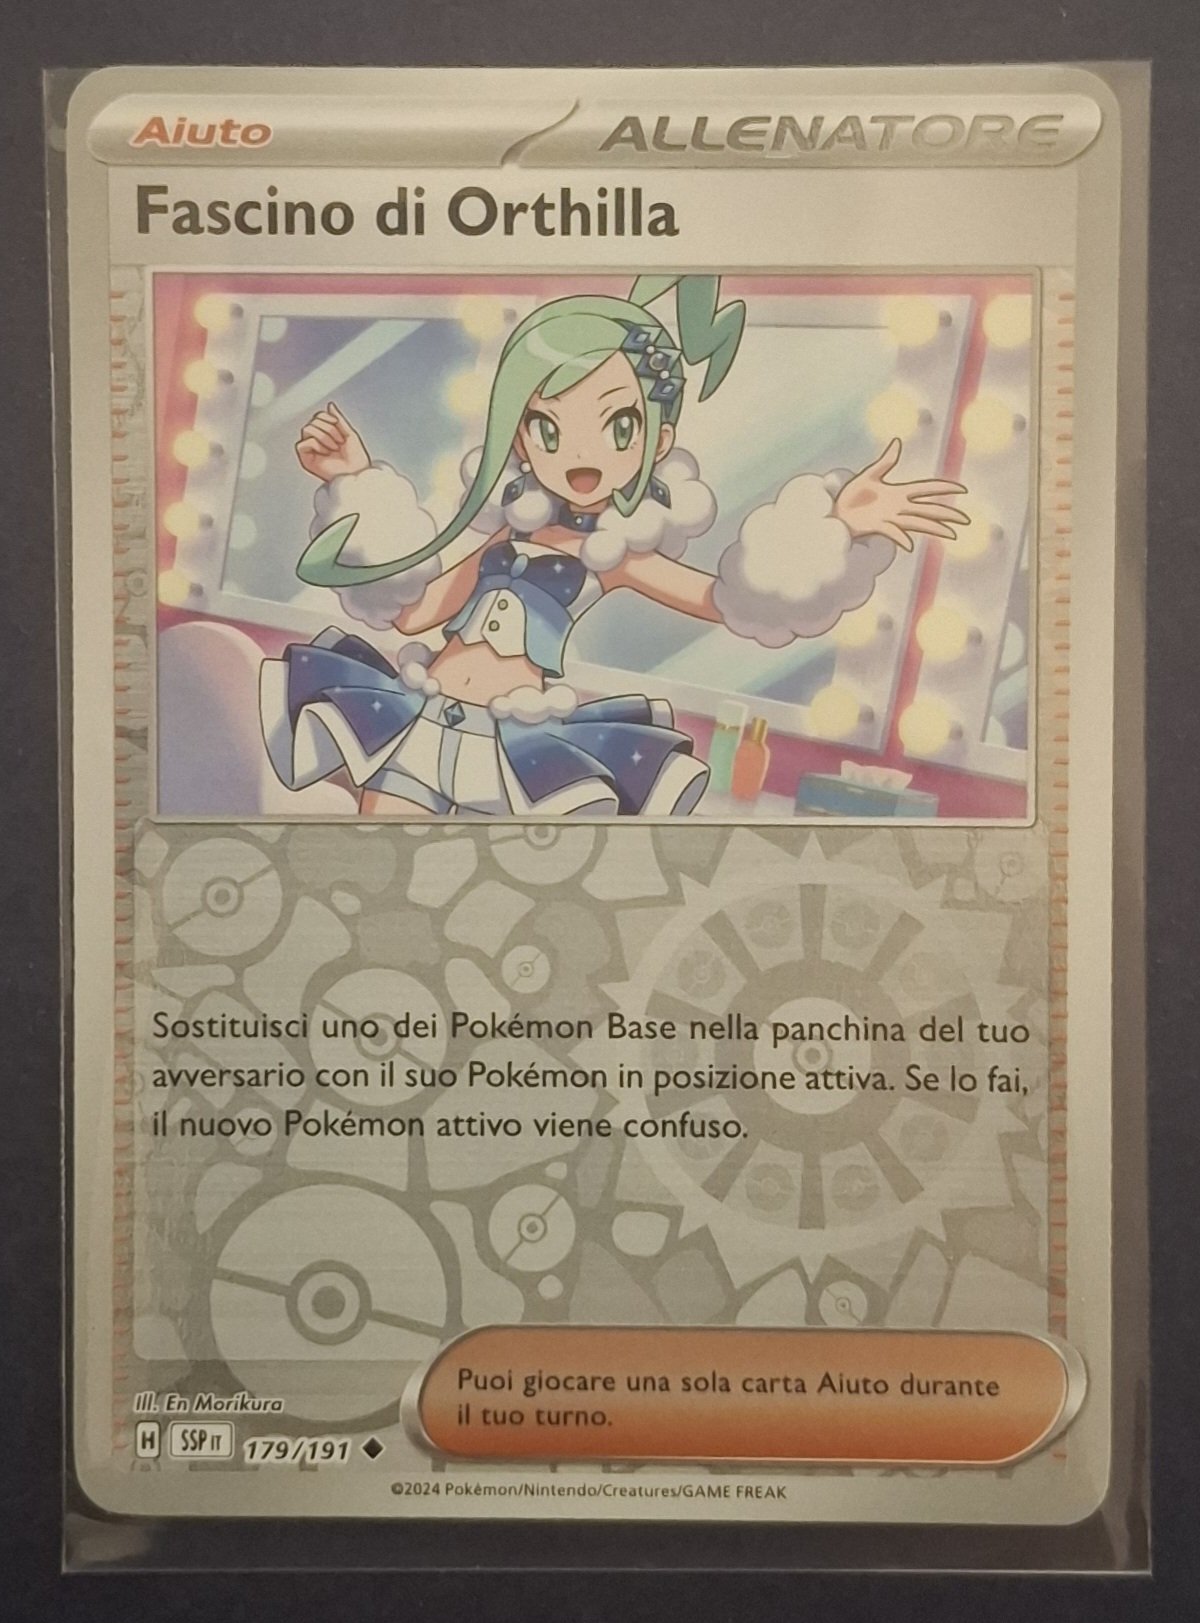 Aiuto ALLENATORE
Fascino di Orthilla
Sostituisci uno dei Pokémon Base nella panchina del tuo
avversario con il suo Pokémon in posizione attiva. Se lo fai,
il nuovo Pokémon attivo viene confuso.
Puoi giocare una sola carta Aiuto durante
il tuo turno.
Ill. En Morikura
H SSP IT 179/191
©2024 Pokémon/Nintendo/Creatures/GAME FREAK